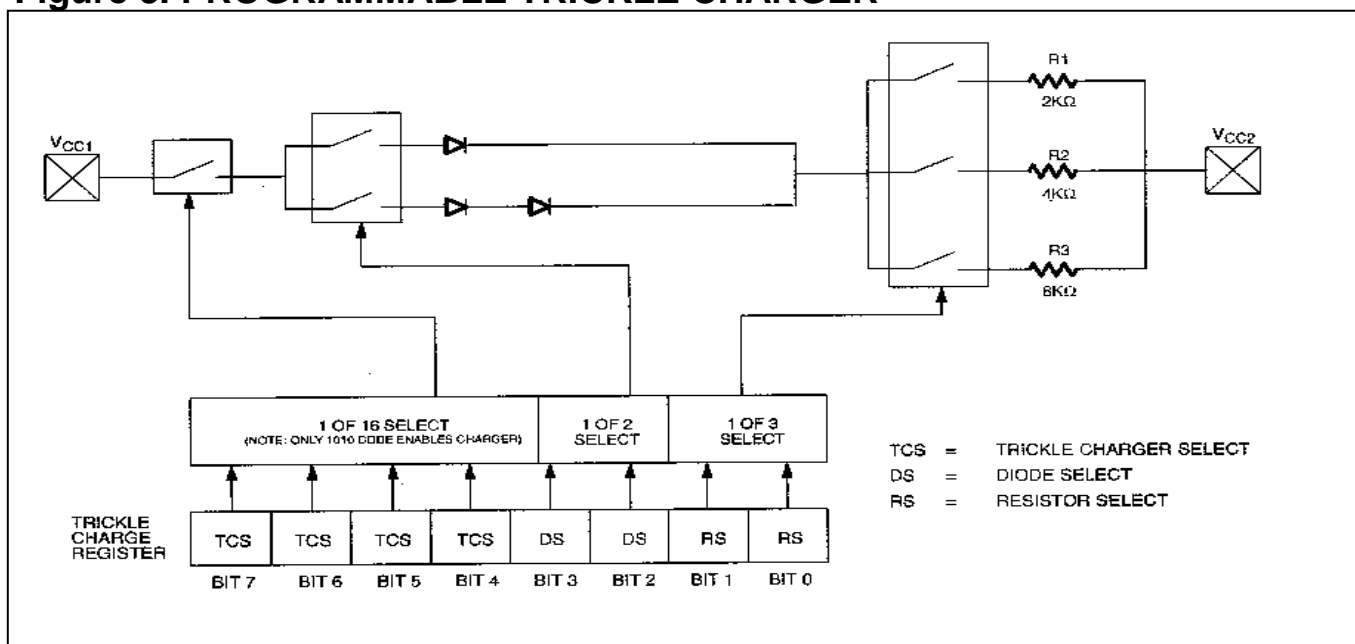 Figure PROGRAMMABLE TRICKLE CHARGER
R1
2KΩ
VCC1
R2
4KΩ
VCC2
R3
8KΩ
1 OF 16 SELECT
(NOTE: ONLY 1010 CODE ENABLES CHARGER)
1 OF 2
SELECT
1 OF 3
SELECT
TCS = TRICKLE CHARGER SELECT
DS = DIODE SELECT
RS = RESISTOR SELECT
TRICKLE
CHARGE
REGISTER
TCS TCS TCS TCS DS DS RS RS
BIT 7 BIT 6 BIT 5 BIT 4 BIT 3 BIT 2 BIT 1 BIT 0